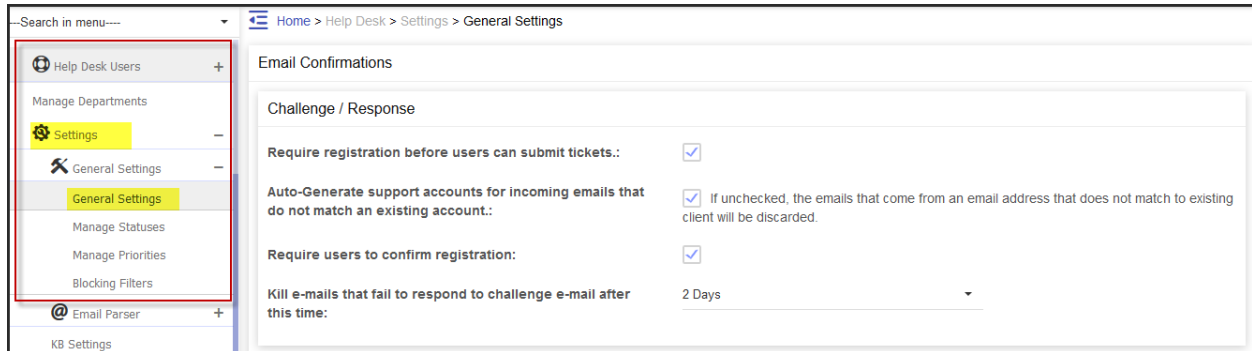 ---Search in menu----
Home > Help Desk > Settings > General Settings
Help Desk Users +
Manage Departments
Settings –
General Settings –
General Settings
Manage Statuses
Manage Priorities
Blocking Filters
@ Email Parser +
KB Settings
Email Confirmations
Challenge / Response
Require registration before users can submit tickets.:
Auto-Generate support accounts for incoming emails that
do not match an existing account.:
If unchecked, the emails that come from an email address that does not match to existing
client will be discarded.
Require users to confirm registration:
Kill e-mails that fail to respond to challenge e-mail after
this time:
2 Days